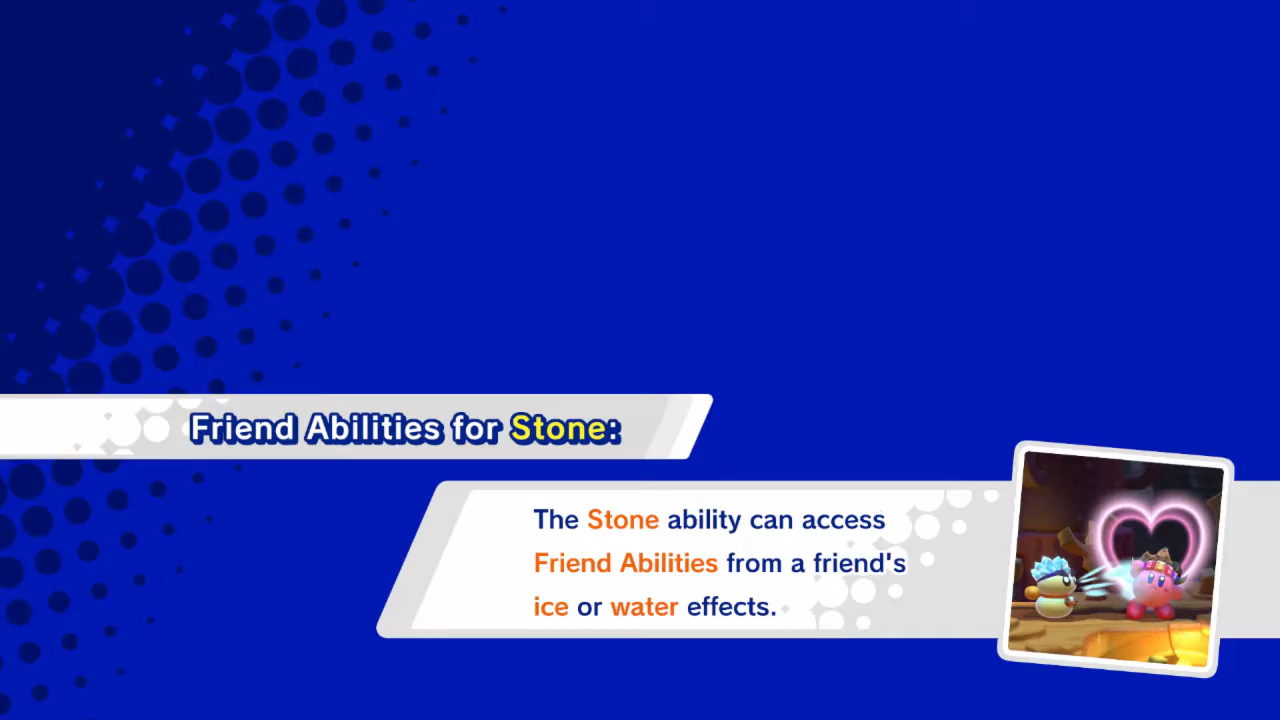 Friend Abilities for Stone:
The Stone ability can access
Friend Abilities from a friend's
ice or water effects.